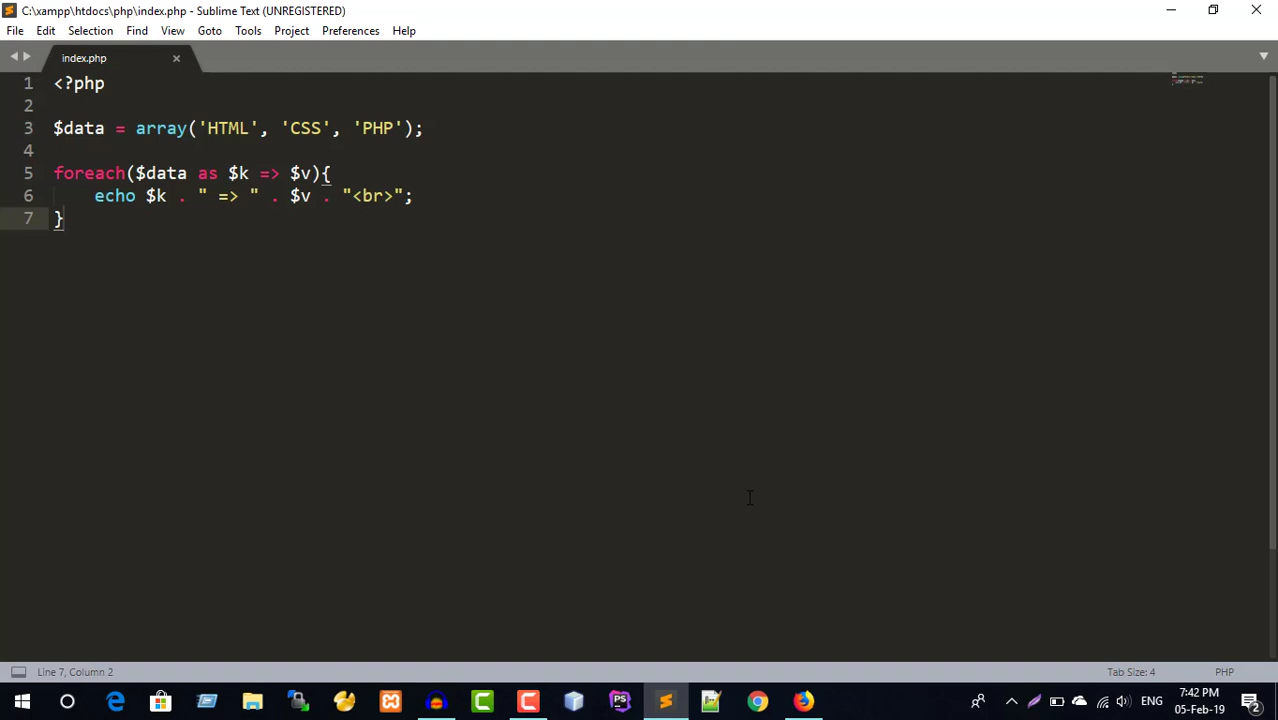 C:\xampp\htdocs\php\index.php - Sublime Text (UNREGISTERED)
File Edit Selection Find View Goto Tools Project Preferences Help
index.php
1 <?php
2
3 $data = array('HTML', 'CSS', 'PHP');
4
5 foreach($data as $k => $v){
6     echo $k . " => " . $v . "<br>";
7 }
Line 7, Column 2 Tab Size: 4 PHP
PS
ENG
7:42 PM
05-Feb-19
2